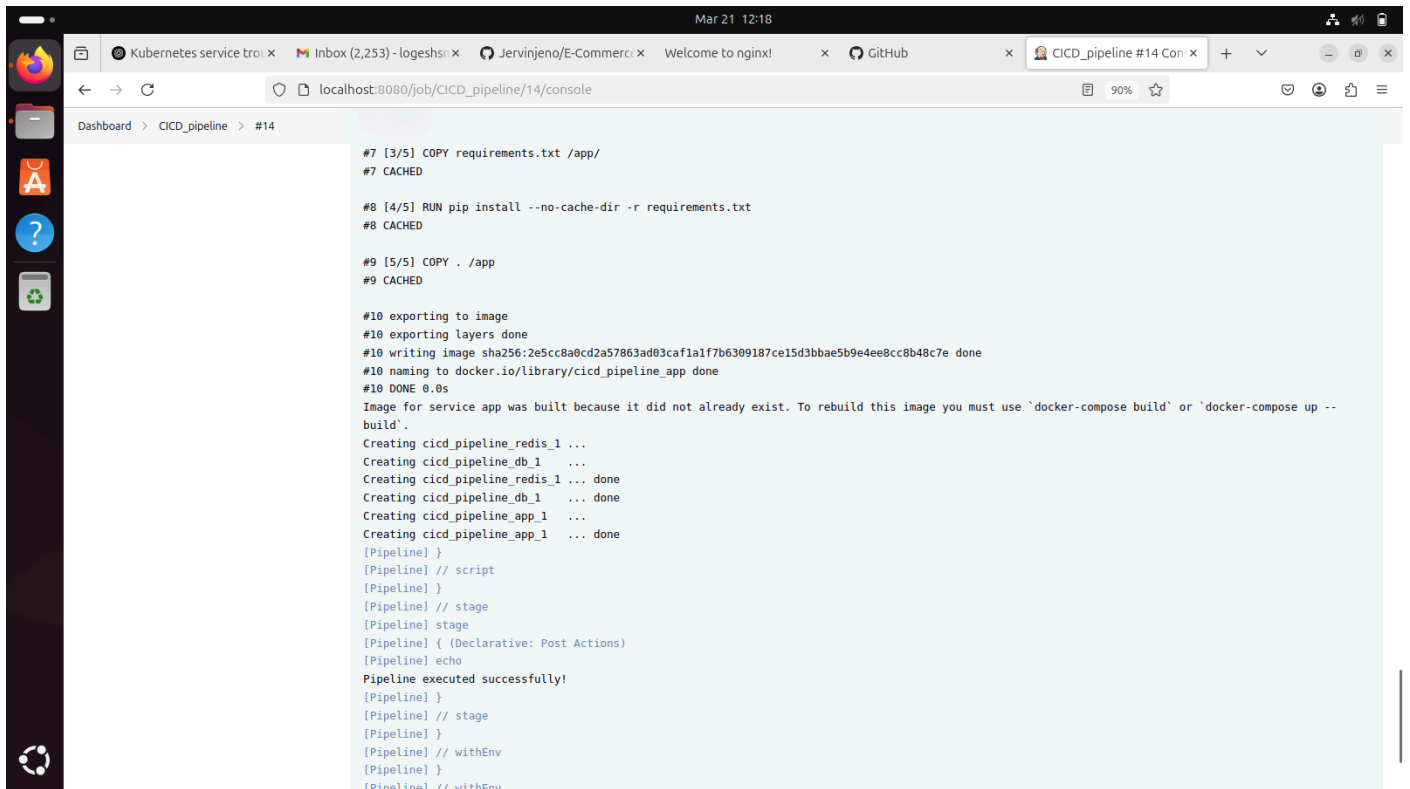 Mar 21 12:18
Kubernetes service trou
Inbox (2,253) - logeshsn
Jervinjeno/E-Commerce
Welcome to nginx!
GitHub
CICD_pipeline #14 Cons
localhost:8080/job/CICD_pipeline/14/console
90%
Dashboard > CICD_pipeline > #14
#7 [3/5] COPY requirements.txt /app/
#7 CACHED
#8 [4/5] RUN pip install --no-cache-dir -r requirements.txt
#8 CACHED
#9 [5/5] COPY . /app
#9 CACHED
#10 exporting to image
#10 exporting layers done
#10 writing image sha256:2e5cc8a0cd2a57863ad03caf1a1f7b6309187ce15d3bbae5b9e4ee8cc8b48c7e done
#10 naming to docker.io/library/cicd_pipeline_app done
#10 DONE 0.0s
Image for service app was built because it did not already exist. To rebuild this image you must use `docker-compose build` or `docker-compose up --
build`.
Creating cicd_pipeline_redis_1 ...
Creating cicd_pipeline_db_1    ...
Creating cicd_pipeline_redis_1 ... done
Creating cicd_pipeline_db_1    ... done
Creating cicd_pipeline_app_1   ...
Creating cicd_pipeline_app_1   ... done
[Pipeline] }
[Pipeline] // script
[Pipeline] }
[Pipeline] // stage
[Pipeline] stage
[Pipeline] { (Declarative: Post Actions)
[Pipeline] echo
Pipeline executed successfully!
[Pipeline] }
[Pipeline] // stage
[Pipeline] }
[Pipeline] // withEnv
[Pipeline] }
[Pipeline] // withEnv